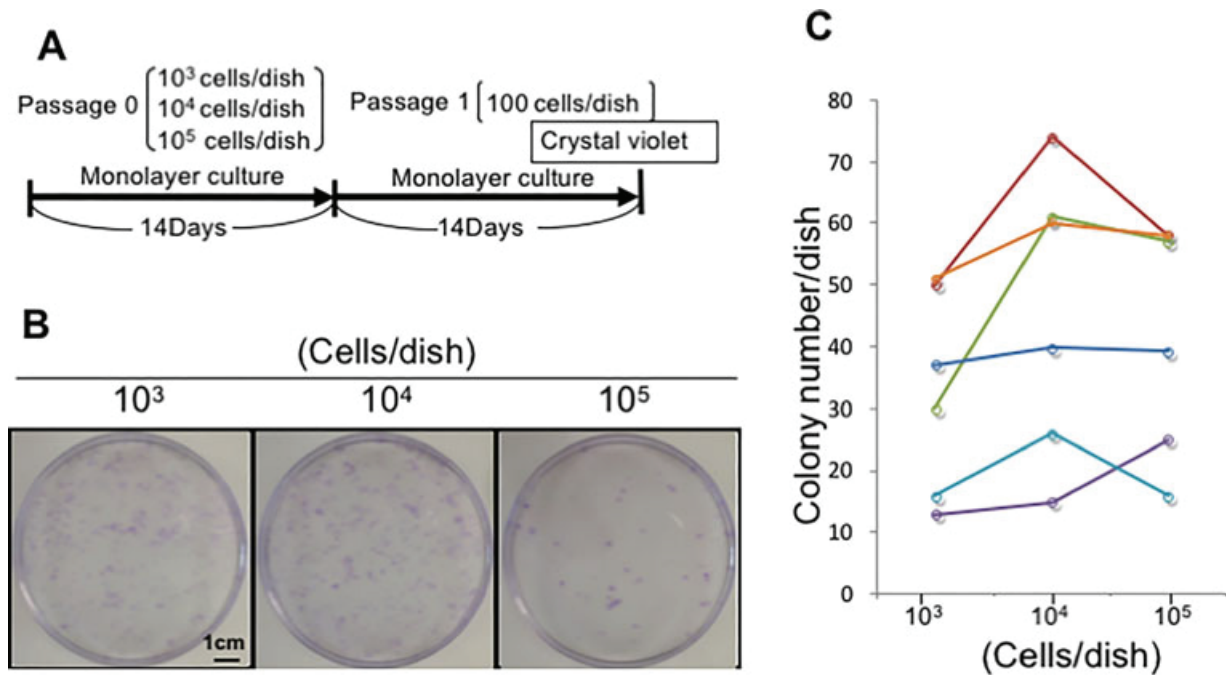 A
Passage 0
10³ cells/dish
10⁴ cells/dish
10⁵ cells/dish
Passage 1
100 cells/dish
Crystal violet
Monolayer culture
Monolayer culture
14Days
14Days
B
(Cells/dish)
10³
10⁴
10⁵
1cm
C
Colony number/dish
80
70
60
50
40
30
20
10
0
10³
10⁴
10⁵
(Cells/dish)